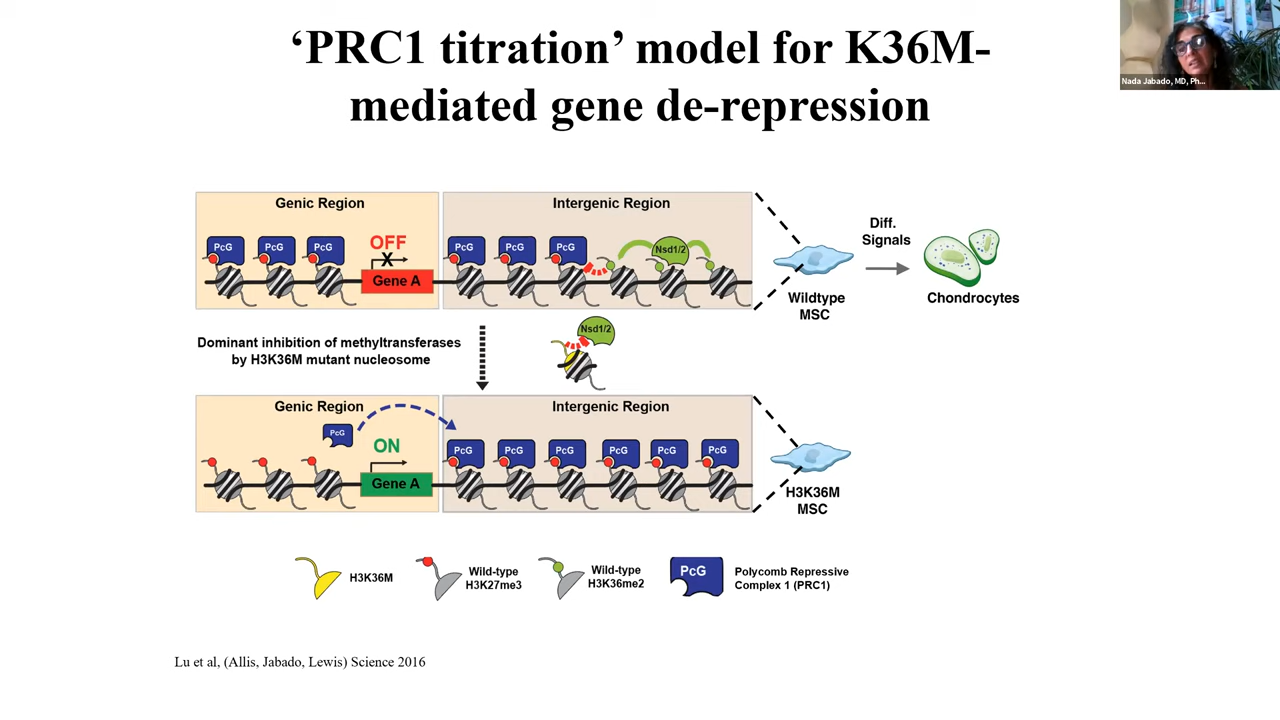 ‘PRC1 titration’ model for K36M-
mediated gene de-repression
Nada Jabado, MD, Ph...
Genic Region
Intergenic Region
PcG
PcG
PcG
OFF
X
Gene A
PcG
PcG
PcG
Nsd1/2
Diff.
Signals
Wildtype
MSC
Chondrocytes
Dominant inhibition of methyltransferases
by H3K36M mutant nucleosome
Nsd1/2
Genic Region
Intergenic Region
PcG
ON
Gene A
PcG
PcG
PcG
PcG
PcG
PcG
H3K36M
MSC
H3K36M
Wild-type
H3K27me3
Wild-type
H3K36me2
PcG
Polycomb Repressive
Complex 1 (PRC1)
Lu et al, (Allis, Jabado, Lewis) Science 2016